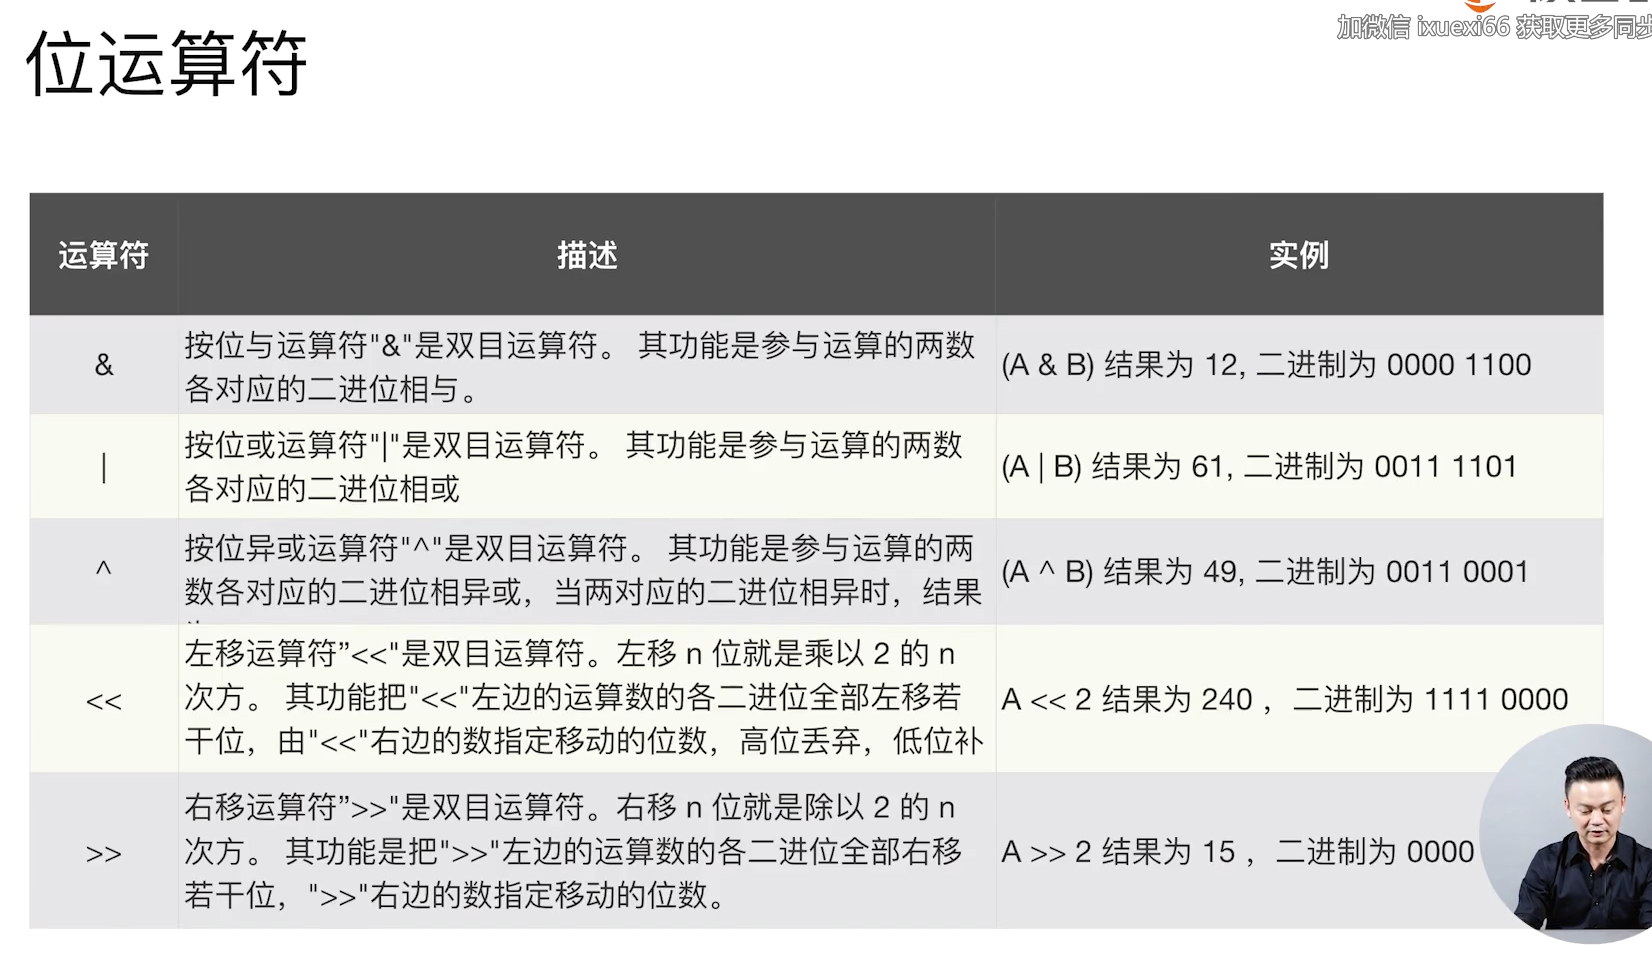 加微信 ixuexi66 获取更多同步
位运算符
运算符 描述 实例
& 按位与运算符"&"是双目运算符。 其功能是参与运算的两数
各对应的二进位相与。
(A & B) 结果为 12, 二进制为 0000 1100
| 按位或运算符"|"是双目运算符。 其功能是参与运算的两数
各对应的二进位相或
(A | B) 结果为 61, 二进制为 0011 1101
^ 按位异或运算符"^"是双目运算符。 其功能是参与运算的两
数各对应的二进位相异或，当两对应的二进位相异时，结果
(A ^ B) 结果为 49, 二进制为 0011 0001
<< 左移运算符”<<"是双目运算符。左移 n 位就是乘以 2 的 n
次方。 其功能把"<<"左边的运算数的各二进位全部左移若
干位，由"<<"右边的数指定移动的位数，高位丢弃，低位补
A << 2 结果为 240 ，二进制为 1111 0000
>> 右移运算符”>>"是双目运算符。右移 n 位就是除以 2 的 n
次方。 其功能是把">>"左边的运算数的各二进位全部右移
若干位，">>"右边的数指定移动的位数。
A >> 2 结果为 15 ，二进制为 0000